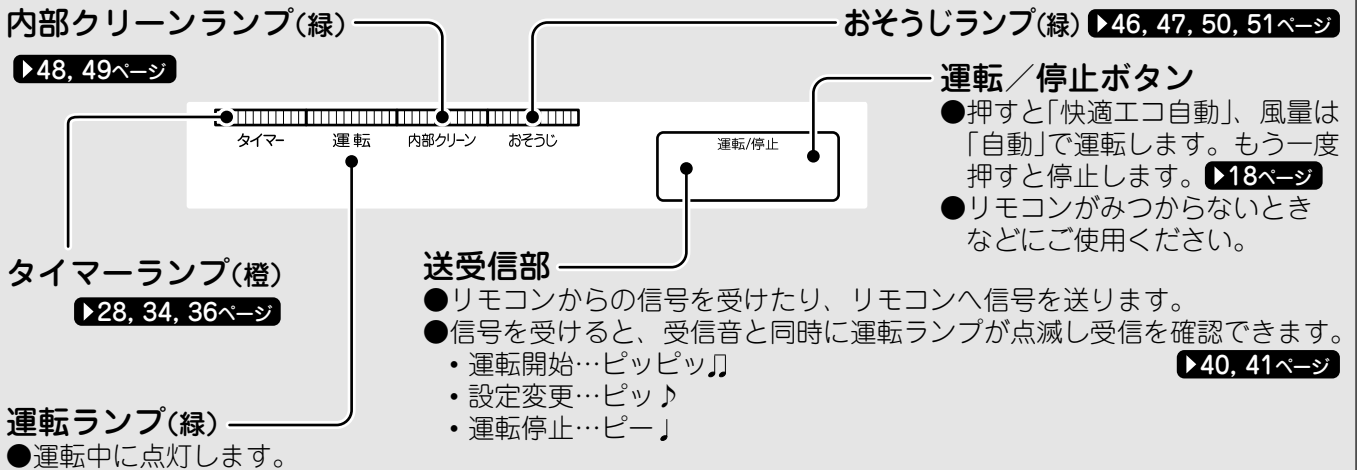 内部クリーンランプ(緑)
▶48, 49ページ
おそうじランプ(緑) ▶46, 47, 50, 51ページ
タイマー 運転 内部クリーン おそうじ
運転/停止
運転／停止ボタン
●押すと「快適エコ自動」、風量は
「自動」で運転します。もう一度
押すと停止します。▶18ページ
●リモコンがみつからないとき
などにご使用ください。
タイマーランプ(橙)
▶28, 34, 36ページ
送受信部
●リモコンからの信号を受けたり、リモコンへ信号を送ります。
●信号を受けると、受信音と同時に運転ランプが点滅し受信を確認できます。
▶40, 41ページ
・運転開始…ピッピッ♫
・設定変更…ピッ♪
・運転停止…ピー♩
運転ランプ(緑)
●運転中に点灯します。